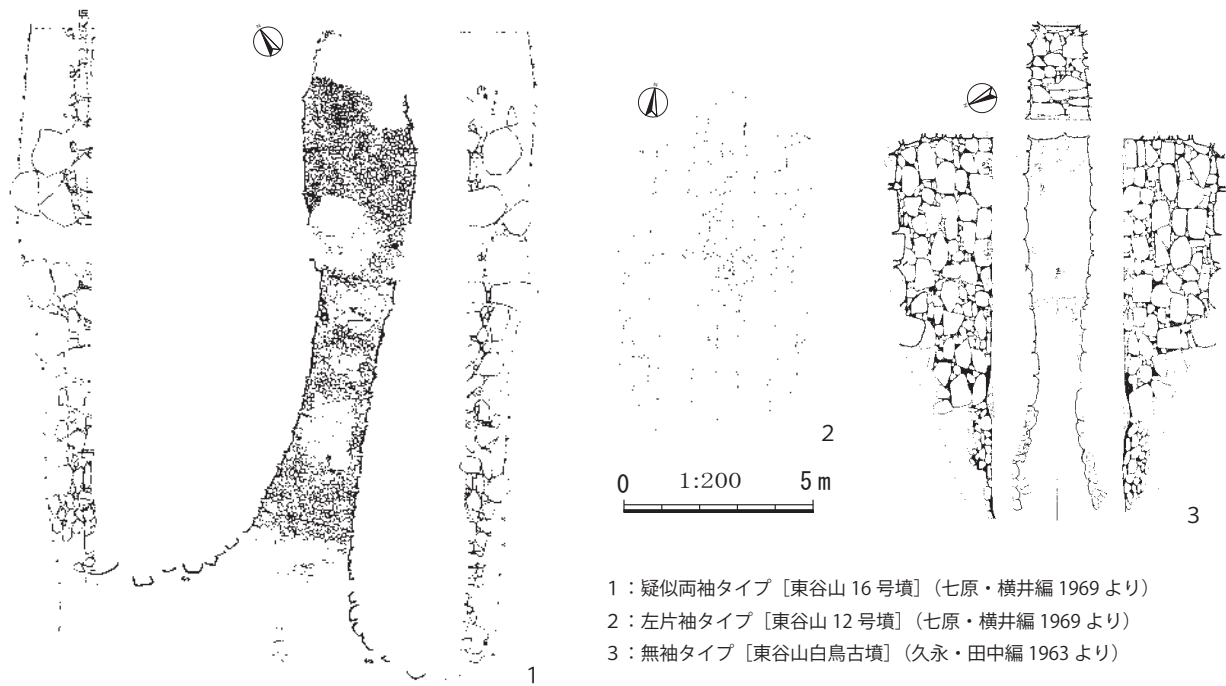 2
0 1:200 5 m
3
1：疑似両袖タイプ［東谷山 16 号墳］（七原・横井編 1969 より）
2：左片袖タイプ［東谷山 12 号墳］（七原・横井編 1969 より）
3：無袖タイプ［東谷山白鳥古墳］（久永・田中編 1963 より）
1